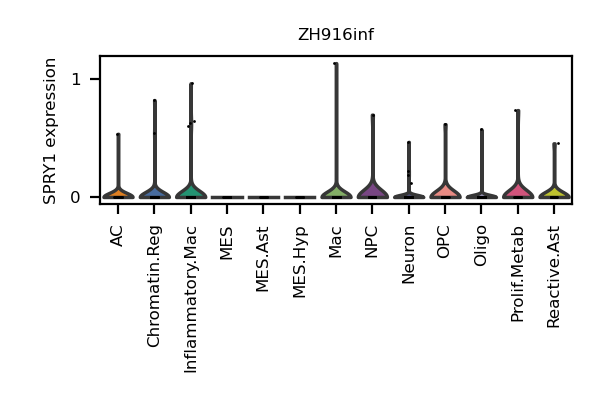 ZH916inf
SPRY1 expression
1
0
AC
Chromatin.Reg
Inflammatory.Mac
MES
MES.Ast
MES.Hyp
Mac
NPC
Neuron
OPC
Oligo
Prolif.Metab
Reactive.Ast